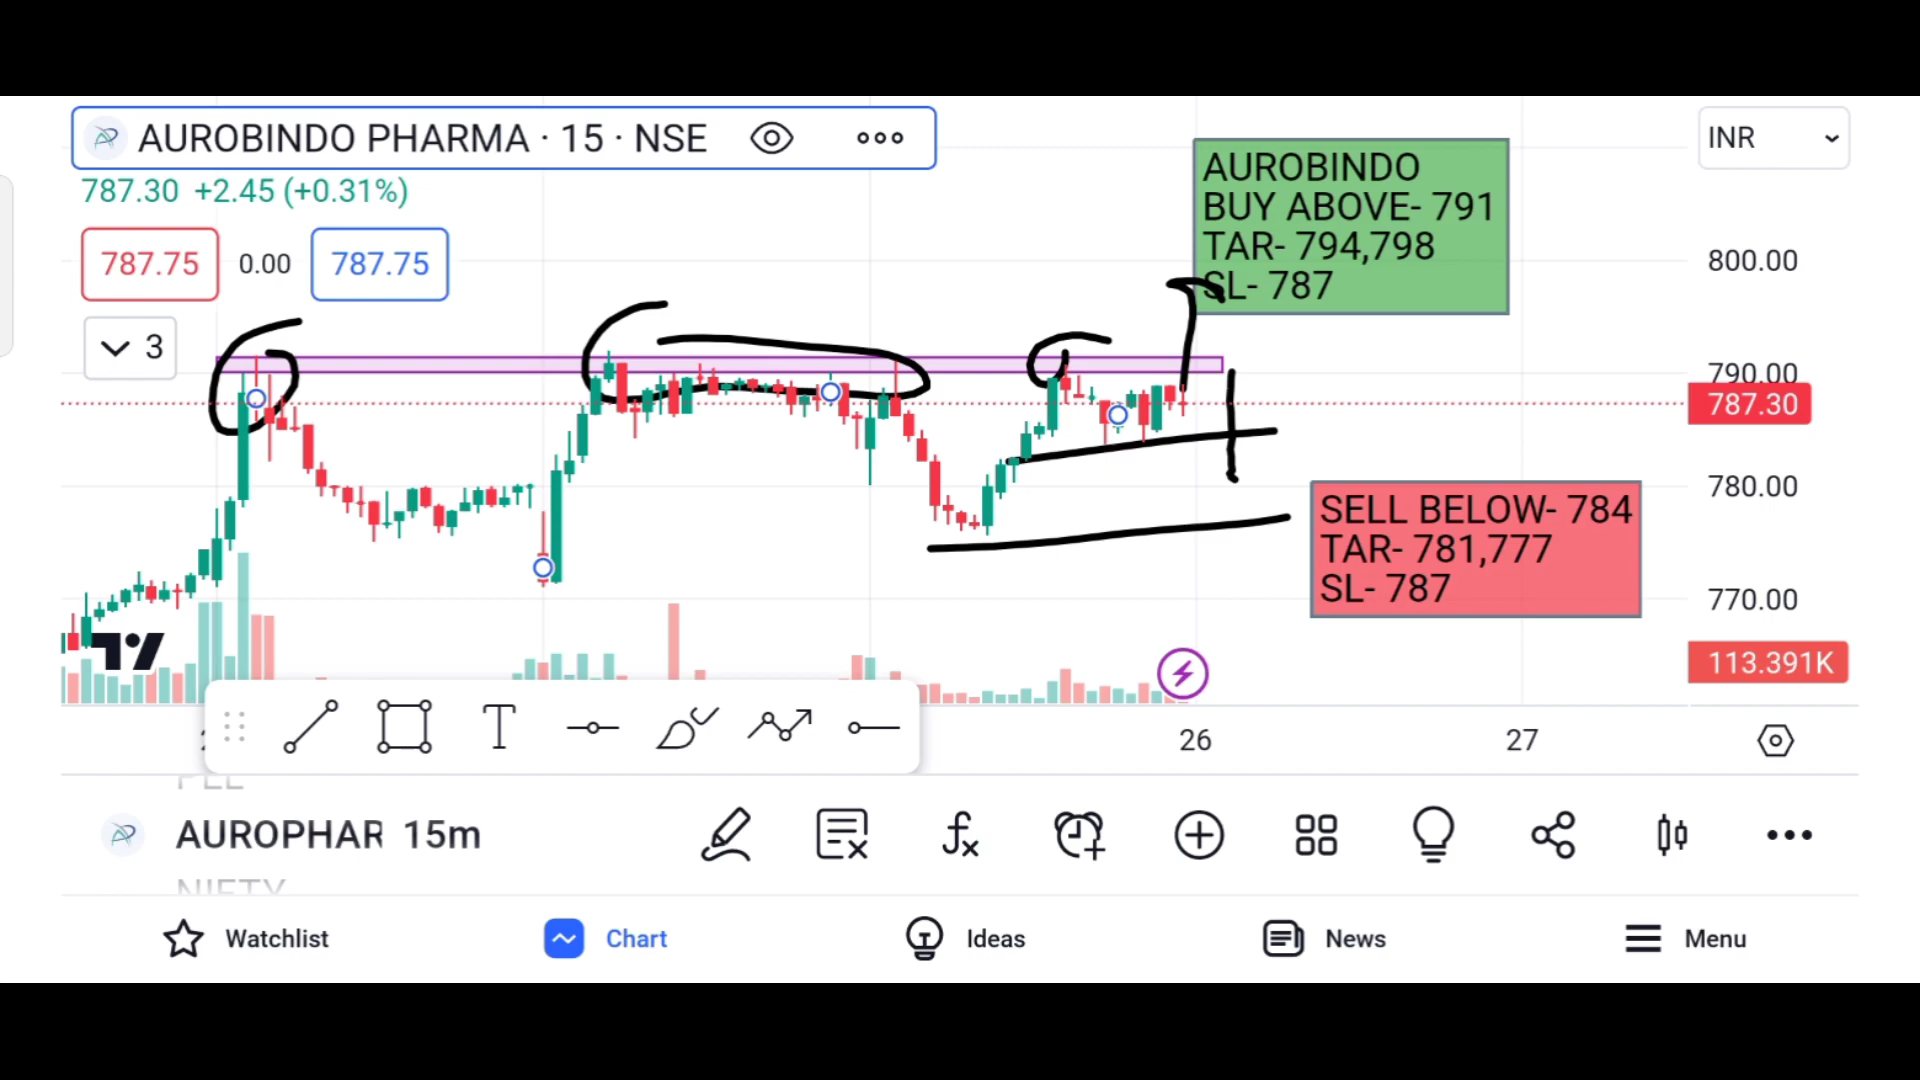 AUROBINDO PHARMA · 15 · NSE
INR
787.30 +2.45 (+0.31%)
787.75 0.00 787.75
3
AUROBINDO
BUY ABOVE- 791
TAR- 794,798
SL- 787
800.00
790.00
787.30
780.00
770.00
113.391K
SELL BELOW- 784
TAR- 781,777
SL- 787
26 27
AUROPHAR 15m
NIFTY
Watchlist Chart Ideas News Menu